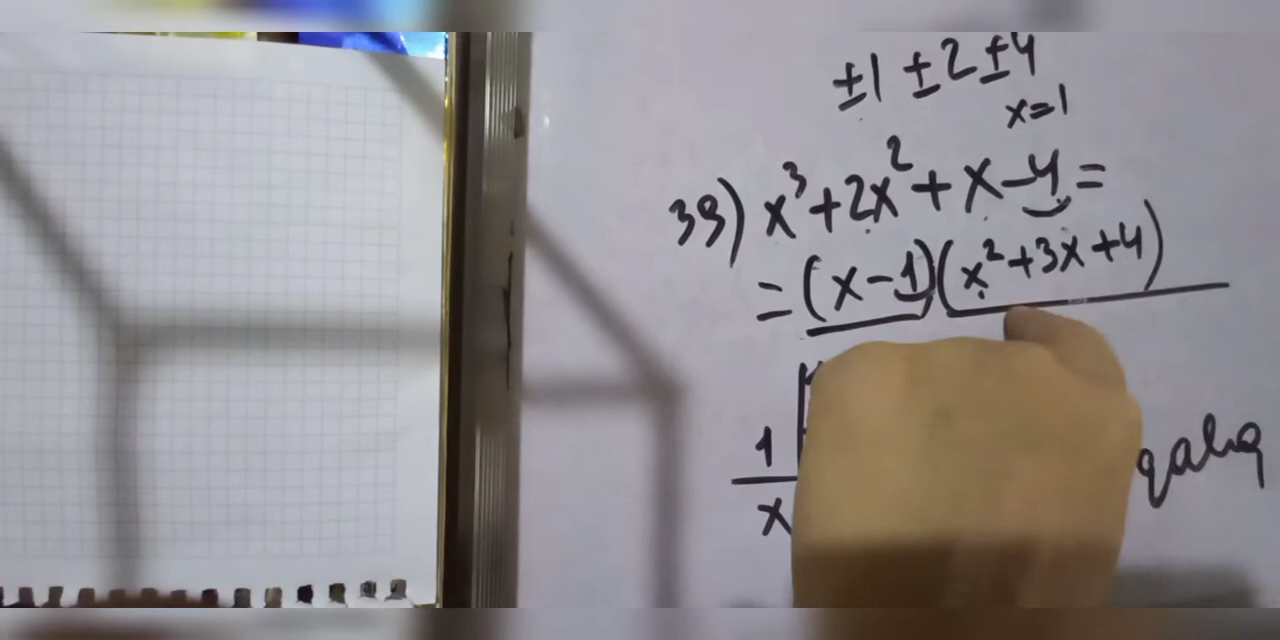 ±1 ±2 ±4
x=1
39) x³+2x²+x-4=
=(x-1)(x²+3x+4)
1
x
qalıq